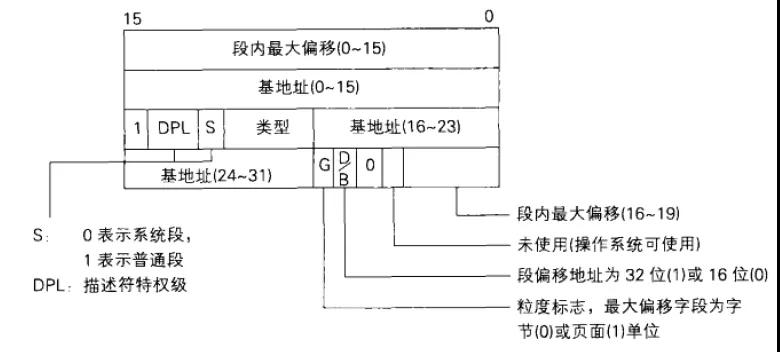 15 0
段内最大偏移(0~15)
基地址(0~15)
1 DPL S 类型 基地址(16~23)
基地址(24~31) G D/B 0
段内最大偏移(16~19)
S: 0 表示系统段,
未使用(操作系统可使用)
1 表示普通段
段偏移地址为 32 位(1)或 16 位(0)
DPL: 描述符特权级
粒度标志，最大偏移字段为字
节(0)或页面(1)单位